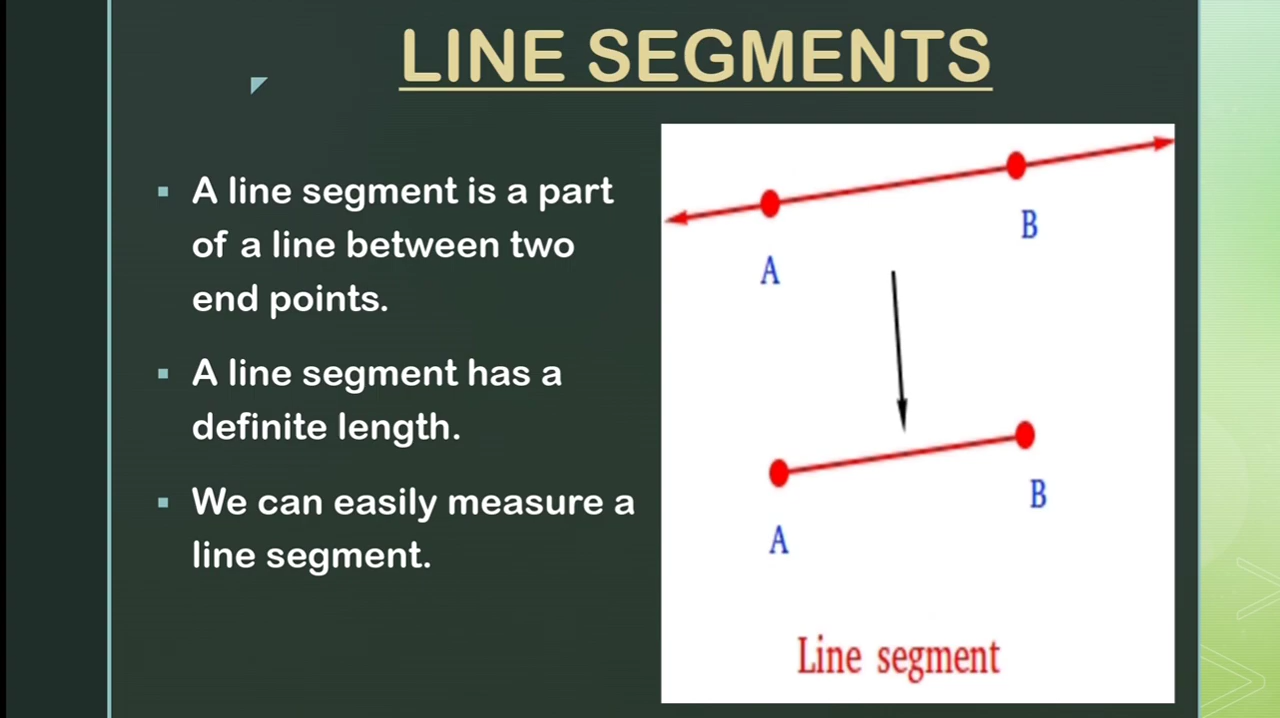 LINE SEGMENTS
▪ A line segment is a part
of a line between two
end points.
▪ A line segment has a
definite length.
▪ We can easily measure a
line segment.
A
B
A
B
Line segment